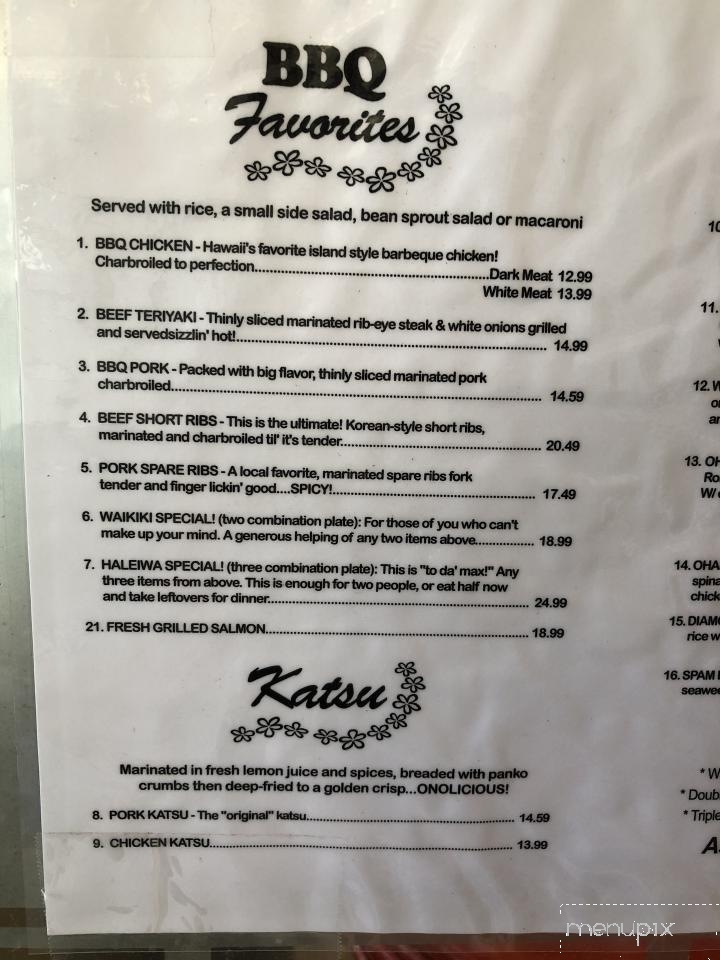 BBQ
Favorites
Served with rice, a small side salad, bean sprout salad or macaroni
1. BBQ CHICKEN - Hawaii's favorite island style barbeque chicken!
Charbroiled to perfection....................Dark Meat 12.99
White Meat 13.99
2. BEEF TERIYAKI - Thinly sliced marinated rib-eye steak & white onions grilled
and servedsizzlin' hot!.................... 14.99
3. BBQ PORK - Packed with big flavor, thinly sliced marinated pork
charbroiled.................... 14.59
4. BEEF SHORT RIBS - This is the ultimate! Korean-style short ribs,
marinated and charbroiled til' it's tender.................... 20.49
5. PORK SPARE RIBS - A local favorite, marinated spare ribs fork
tender and finger lickin' good....SPICY!.................... 17.49
6. WAIKIKI SPECIAL! (two combination plate): For those of you who can't
make up your mind. A generous helping of any two items above............... 18.99
7. HALEIWA SPECIAL! (three combination plate): This is "to da' max!" Any
three items from above. This is enough for two people, or eat half now
and take leftovers for dinner.................... 24.99
21. FRESH GRILLED SALMON.................... 18.99
Katsu
Marinated in fresh lemon juice and spices, breaded with panko
crumbs then deep-fried to a golden crisp...ONOLICIOUS!
8. PORK KATSU - The "original" katsu.................... 14.59
9. CHICKEN KATSU.................... 13.99
10
11.
12. W
13. OH
Ro
W/
14. OHA
spina
chick
15. DIAM
rice w
16. SPAM
seawee
* W
* Doub
* Triple
menupix